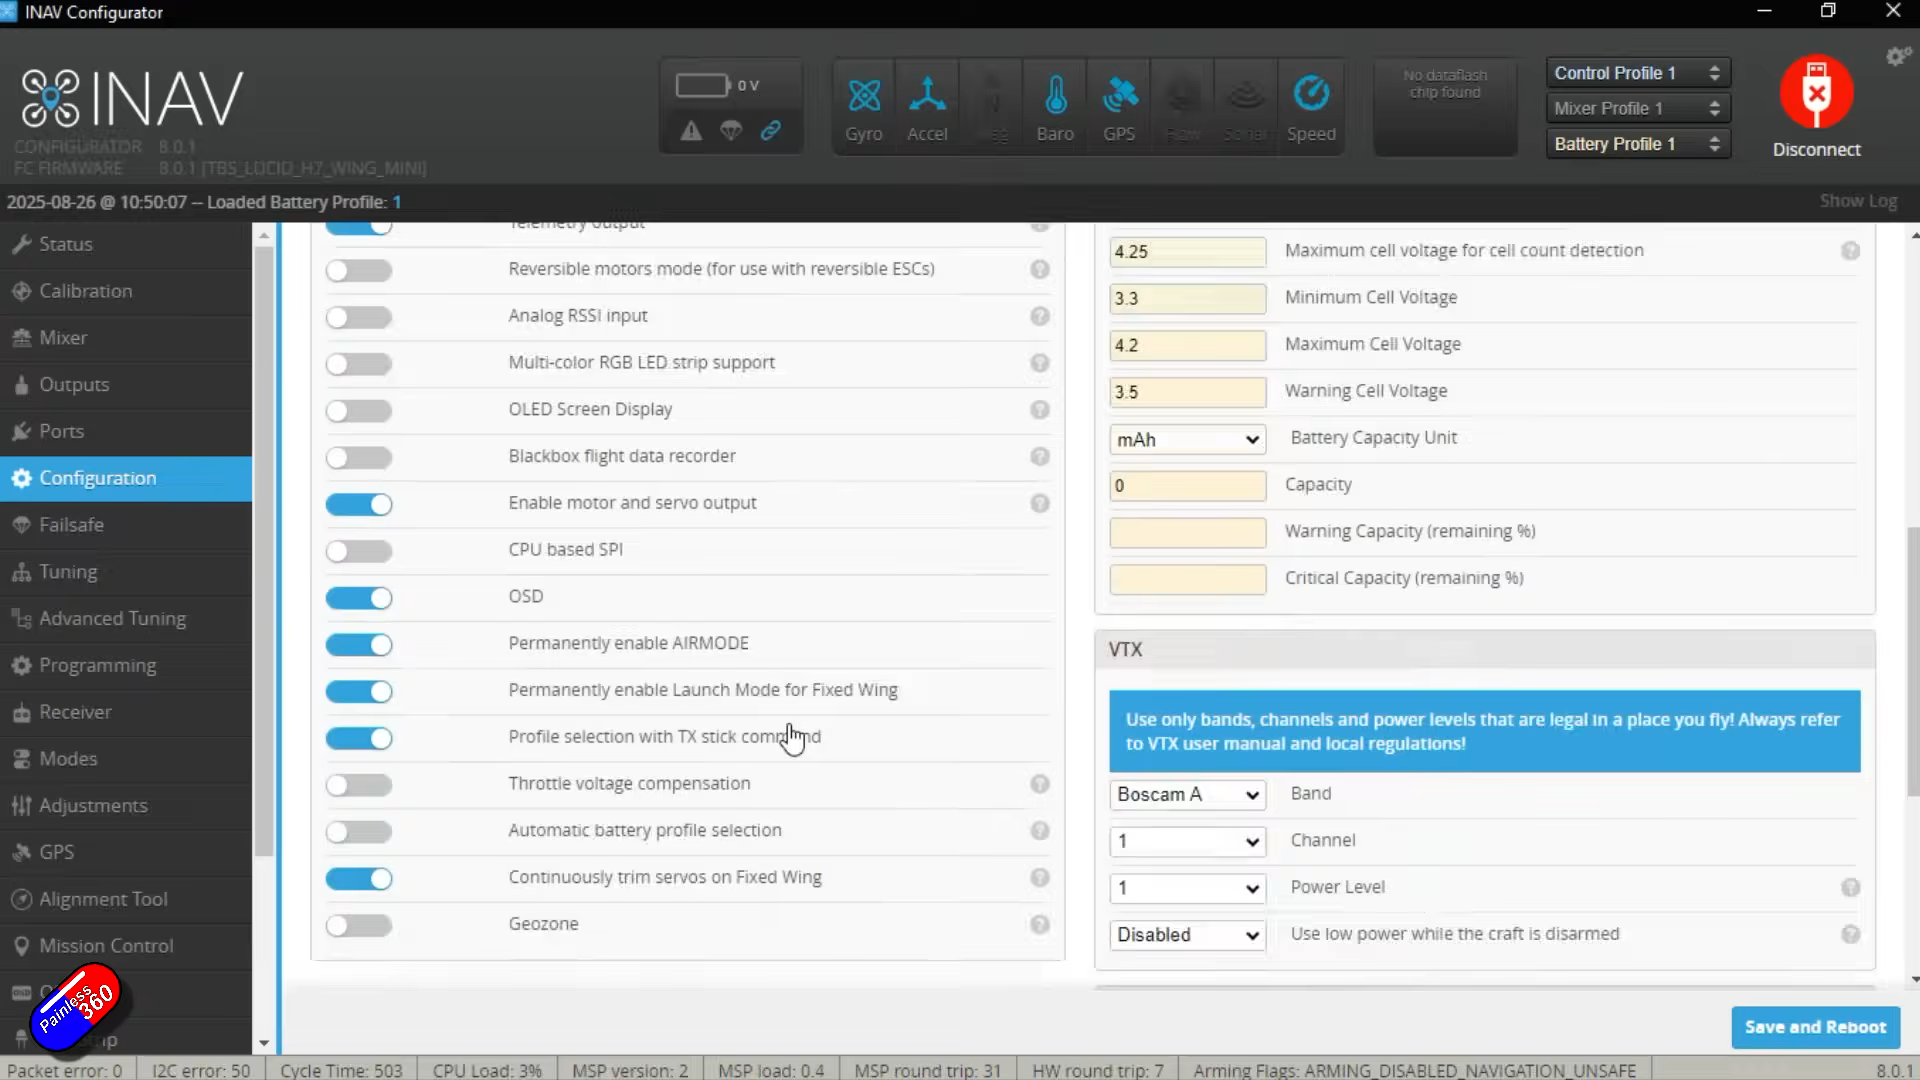 INAV Configurator
INAV
CONFIGURATOR 8.0.1
FC FIRMWARE 8.0.1 [TBS_LUCID_H7_WING_MINI]
0 V
Gyro
Accel
Baro
GPS
Flow
Sonar
Speed
No dataflash
chip found
Control Profile 1
Mixer Profile 1
Battery Profile 1
Disconnect
2025-08-26 @ 10:50:07 -- Loaded Battery Profile: 1
Show Log
Status
Calibration
Mixer
Outputs
Ports
Configuration
Failsafe
Tuning
Advanced Tuning
Programming
Receiver
Modes
Adjustments
GPS
Alignment Tool
Mission Control
Painless
360
Telemetry output
Reversible motors mode (for use with reversible ESCs)
Analog RSSI input
Multi-color RGB LED strip support
OLED Screen Display
Blackbox flight data recorder
Enable motor and servo output
CPU based SPI
OSD
Permanently enable AIRMODE
Permanently enable Launch Mode for Fixed Wing
Profile selection with TX stick command
Throttle voltage compensation
Automatic battery profile selection
Continuously trim servos on Fixed Wing
Geozone
4.25 Maximum cell voltage for cell count detection
3.3 Minimum Cell Voltage
4.2 Maximum Cell Voltage
3.5 Warning Cell Voltage
mAh Battery Capacity Unit
0 Capacity
Warning Capacity (remaining %)
Critical Capacity (remaining %)
VTX
Use only bands, channels and power levels that are legal in a place you fly! Always refer
to VTX user manual and local regulations!
Boscam A Band
1 Channel
1 Power Level
Disabled Use low power while the craft is disarmed
Save and Reboot
Packet error: 0
I2C error: 50
Cycle Time: 503
CPU Load: 3%
MSP version: 2
MSP load: 0.4
MSP round trip: 31
HW round trip: 7
Arming Flags: ARMING_DISABLED_NAVIGATION_UNSAFE
8.0.1